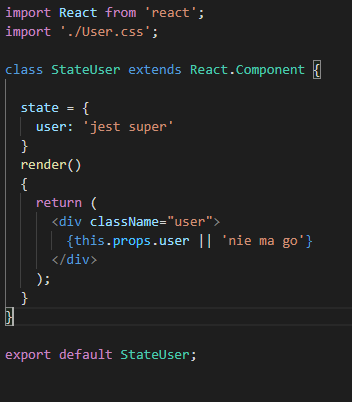 import React from 'react';
import './User.css';
class StateUser extends React.Component {
state = {
user: 'jest super'
}
render()
{
return (
<div className="user">
{this.props.user || 'nie ma go'}
</div>
);
}
}
export default StateUser;